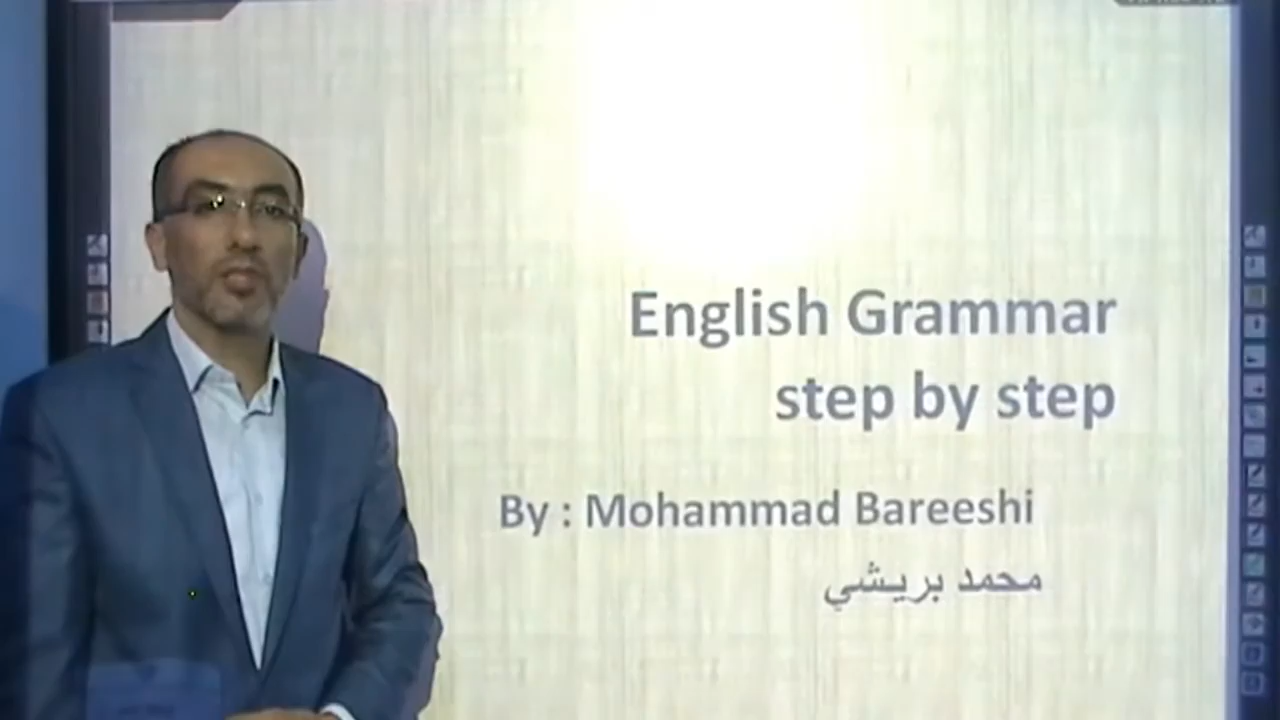 English Grammar
step by step
By : Mohammad Bareeshi
محمد بريشي